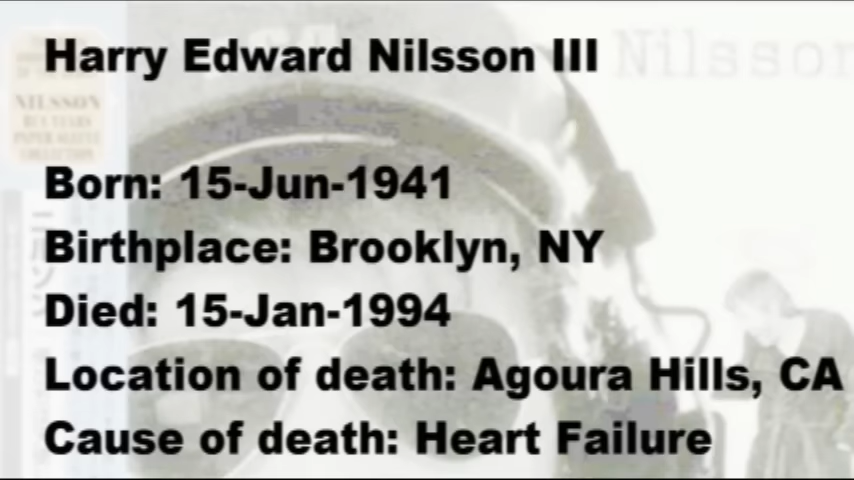 Harry Edward Nilsson III
Nilsson
NILSSON
Born: 15-Jun-1941
Birthplace: Brooklyn, NY
Died: 15-Jan-1994
Location of death: Agoura Hills, CA
Cause of death: Heart Failure